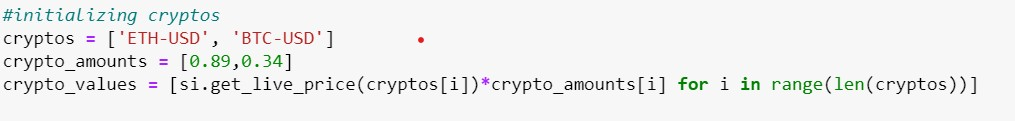 #initializing cryptos
cryptos = ['ETH-USD', 'BTC-USD']
crypto_amounts = [0.89,0.34]
crypto_values = [si.get_live_price(cryptos[i])*crypto_amounts[i] for i in range(len(cryptos))]